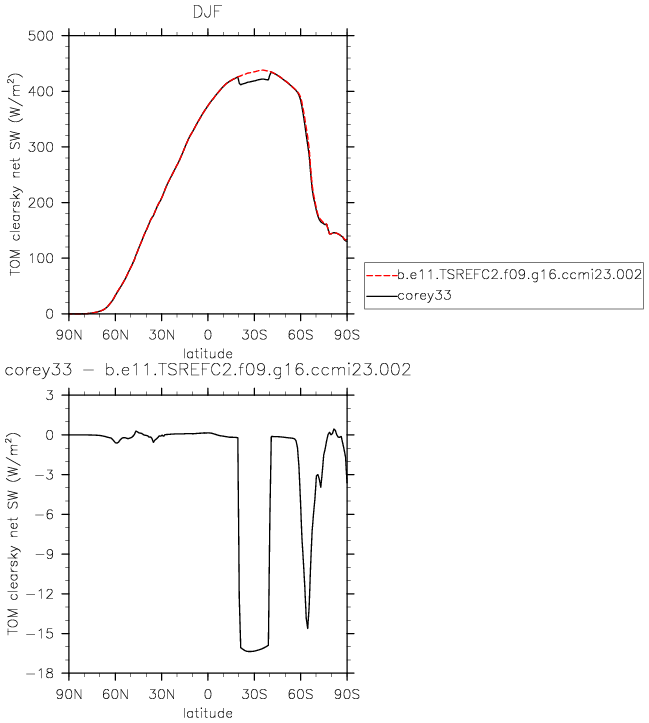 DJF
TOM clearsky net SW (W/m²)
500
400
300
200
100
0
90N 60N 30N 0 30S 60S 90S
latitude
b.e11.TSREFC2.f09.g16.ccmi23.002
corey33
corey33 − b.e11.TSREFC2.f09.g16.ccmi23.002
TOM clearsky net SW (W/m²)
3
0
−3
−6
−9
−12
−15
−18
90N 60N 30N 0 30S 60S 90S
latitude